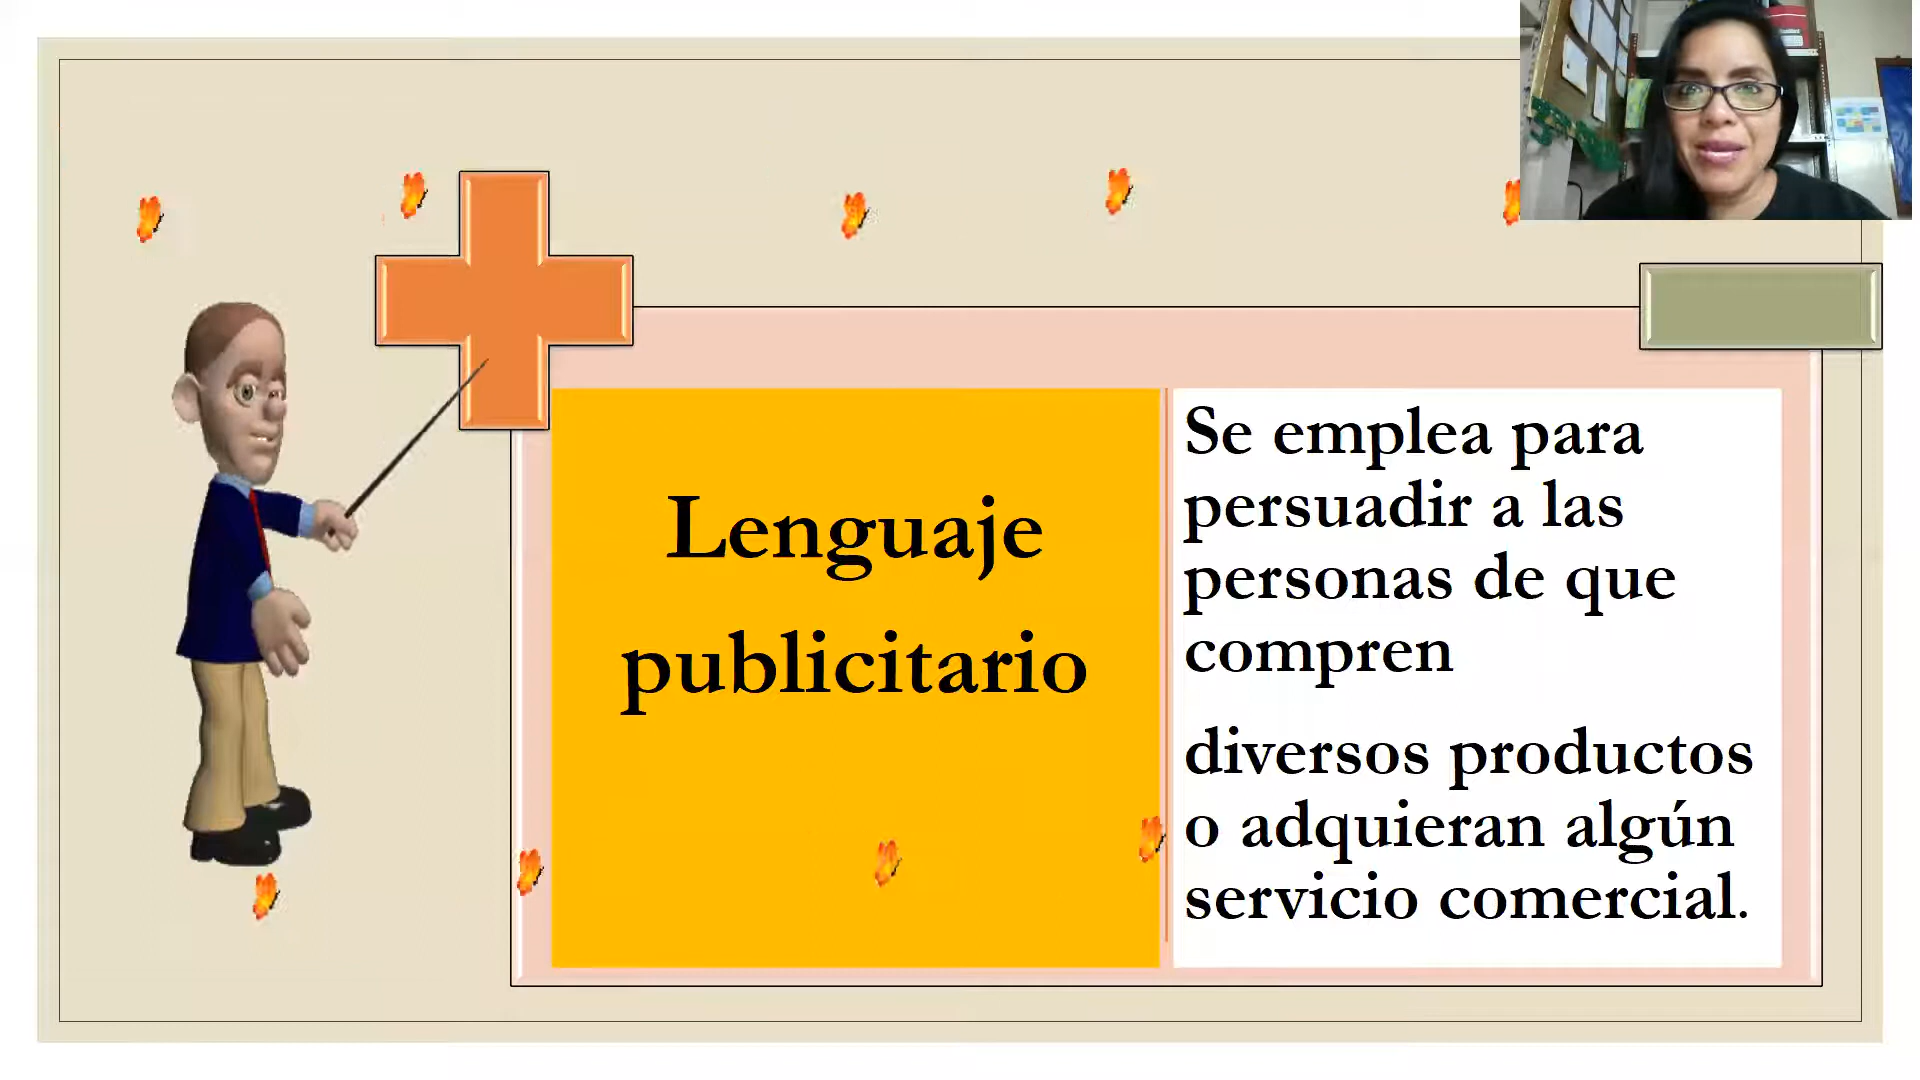 Lenguaje
publicitario
Se emplea para
persuadir a las
personas de que
compren
diversos productos
o adquieran algún
servicio comercial.